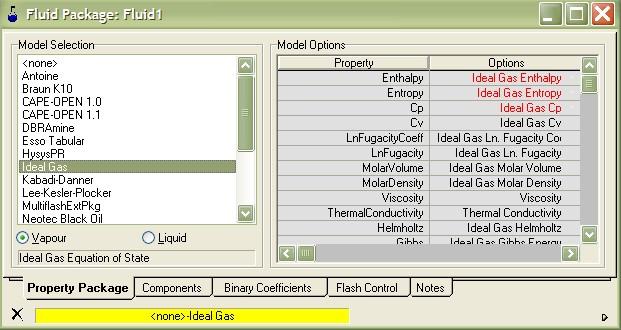 Fluid Package: Fluid1
Model Selection
<none>
Antoine
Braun K10
CAPE-OPEN 1.0
CAPE-OPEN 1.1
DBRAmine
Esso Tabular
HysysPR
Ideal Gas
Kabadi-Danner
Lee-Kesler-Plocker
MultiflashExtPkg
Neotec Black Oil
Vapour Liquid
Ideal Gas Equation of State
Model Options
Property Options
Enthalpy Ideal Gas Enthalpy
Entropy Ideal Gas Entropy
Cp Ideal Gas Cp
Cv Ideal Gas Cv
LnFugacityCoeff Ideal Gas Ln. Fugacity Co
LnFugacity Ideal Gas Ln. Fugacity
MolarVolume Ideal Gas Molar Volume
MolarDensity Ideal Gas Molar Density
Viscosity Viscosity
ThermalConductivity Thermal Conductivity
Helmholtz Ideal Gas Helmholtz
Gibbs Ideal Gas Gibbs Energy
Property Package Components Binary Coefficients Flash Control Notes
<none>-Ideal Gas